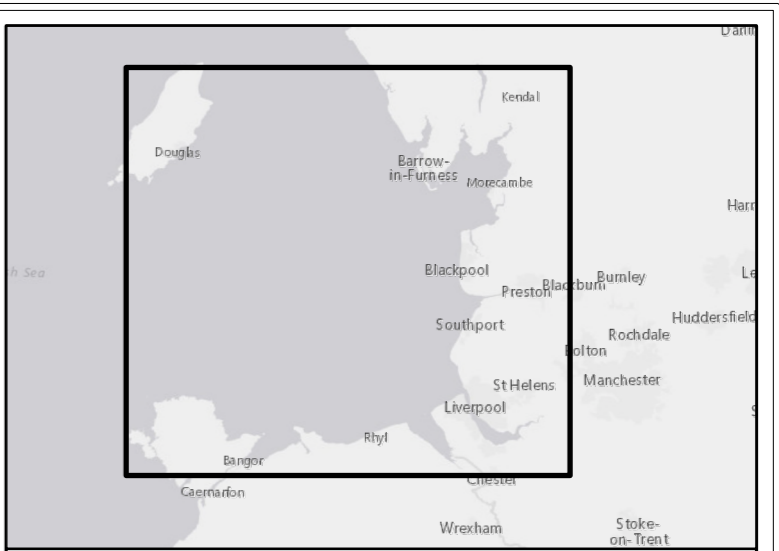 Kendal
Douglas
Barrow-
in-Furness
Morecambe
h Sea
Blackpool
Burnley
Blackburn
Preston
Huddersfield
Southport
Rochdale
Bolton
Manchester
St Helens
Liverpool
Rhyl
Bangor
Chester
Caernarfon
Wrexham
Stoke-
on-Trent